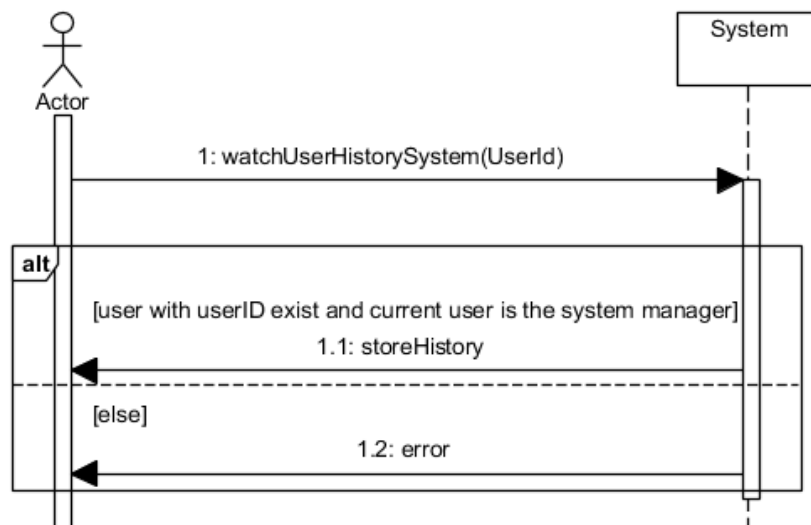 System
Actor
1: watchUserHistorySystem(UserId)
alt
[user with userID exist and current user is the system manager]
1.1: storeHistory
[else]
1.2: error